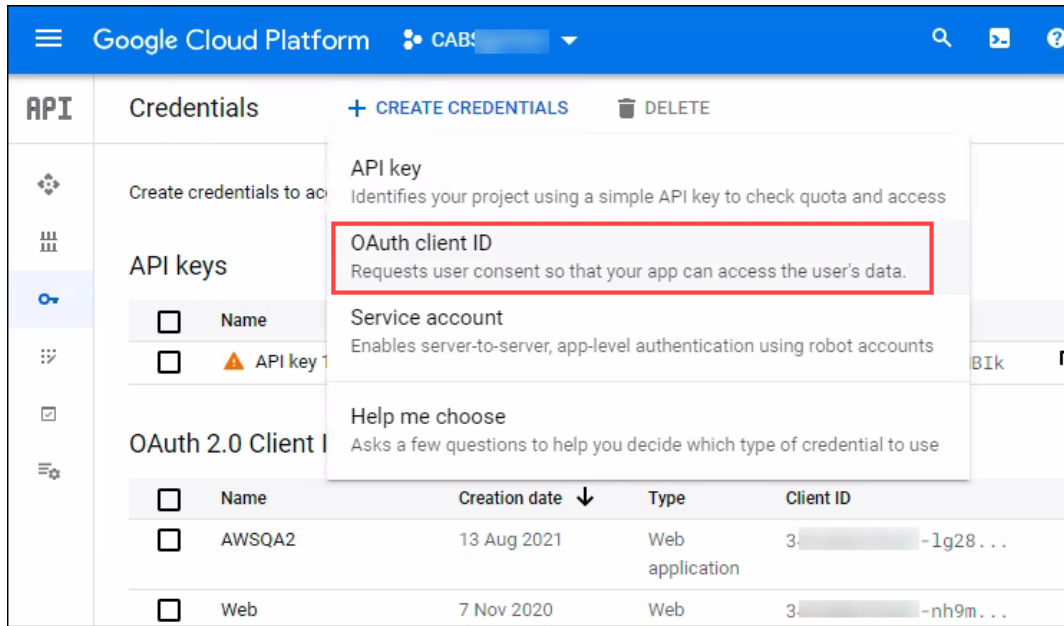 Google Cloud Platform CABS
API Credentials + CREATE CREDENTIALS DELETE
API key
Create credentials to ac
Identifies your project using a simple API key to check quota and access
OAuth client ID
API keys
Requests user consent so that your app can access the user's data.
Service account
Name
Enables server-to-server, app-level authentication using robot accounts
API key 1
BIk
Help me choose
OAuth 2.0 Client I
Asks a few questions to help you decide which type of credential to use
Name Creation date Type Client ID
AWSQA2 13 Aug 2021 Web application 34 -lg28...
Web 7 Nov 2020 Web 34 -nh9m...